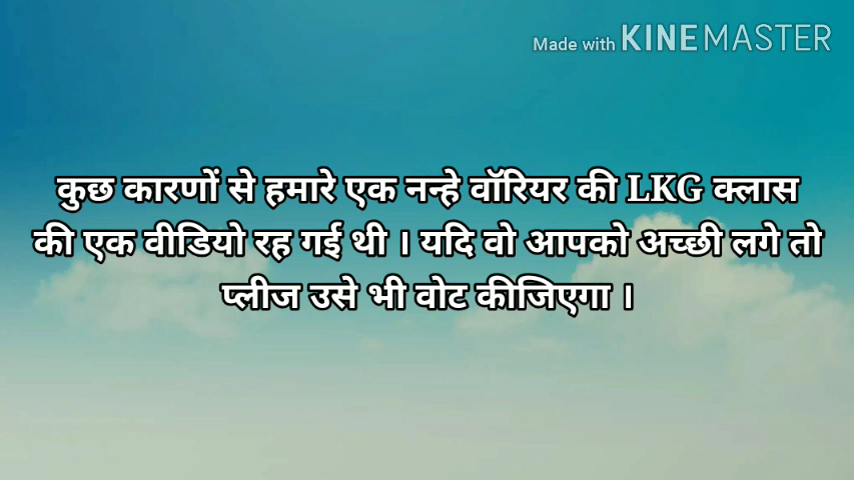 Made with KINEMASTER
कुछ कारणों से हमारे एक नन्हे वॉरियर की LKG क्लास
की एक वीडियो रह गई थी । यदि वो आपको अच्छी लगे तो
प्लीज उसे भी वोट कीजिएगा ।